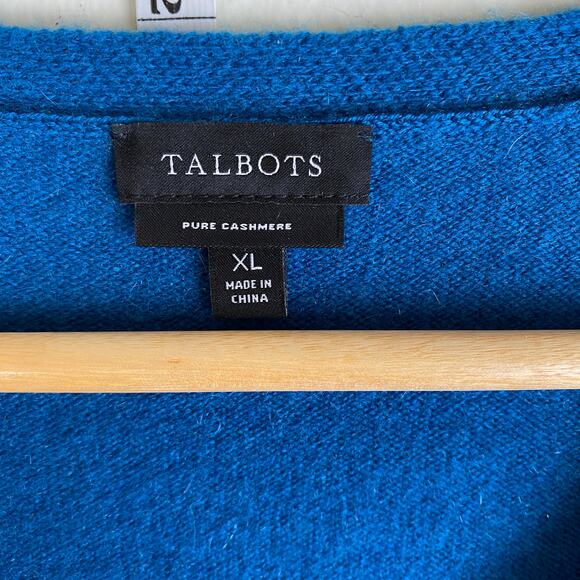 TALBOTS
PURE CASHMERE
XL
MADE IN
CHINA